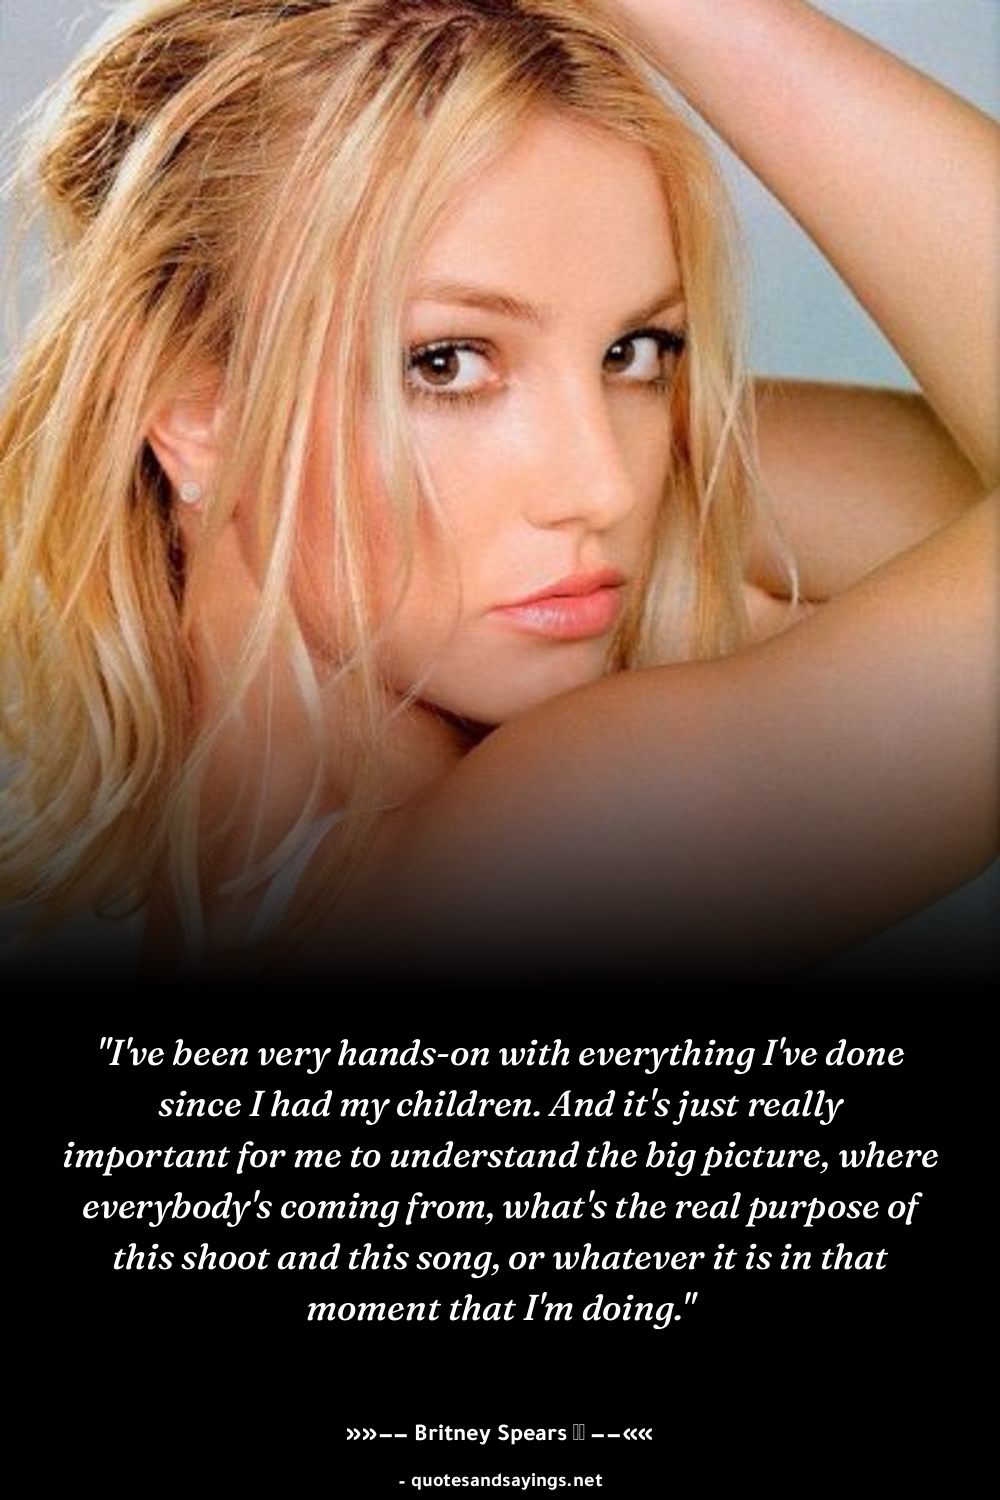 "I've been very hands-on with everything I've done
since I had my children. And it's just really
important for me to understand the big picture, where
everybody's coming from, what's the real purpose of
this shoot and this song, or whatever it is in that
moment that I'm doing."
»»–– Britney Spears ––««
- quotesandsayings.net